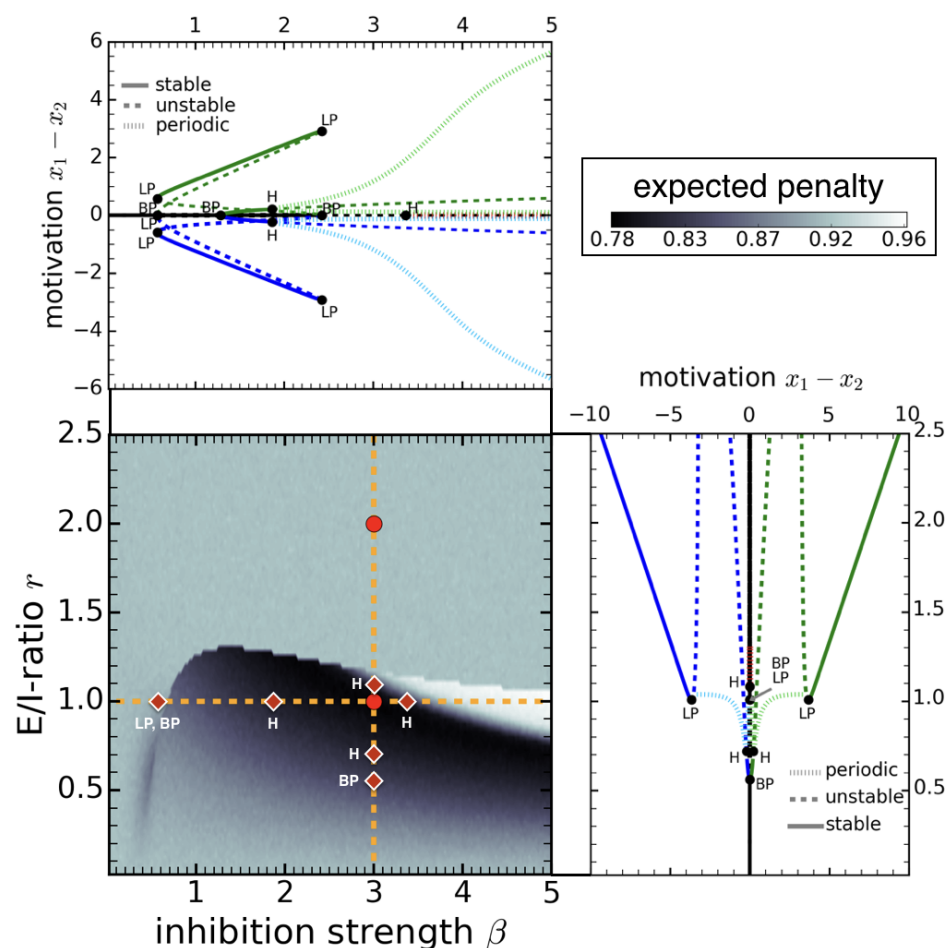 1 2 3 4 5
6
4
2
0
−2
−4
−6
motivation x₁ − x₂
stable
unstable
periodic
LP
LP
BP
LP
LP
BP
H
H
BP
H
LP
expected penalty
0.78 0.83 0.87 0.92 0.96
motivation x₁ − x₂
−10 −5 0 5 10
2.5
2.0
1.5
1.0
0.5
E/I-ratio r
H
LP, BP
H
H
H
BP
1 2 3 4 5
inhibition strength β
2.5
2.0
1.5
1.0
0.5
H
BP
LP
LP
LP
H
H
BP
periodic
unstable
stable